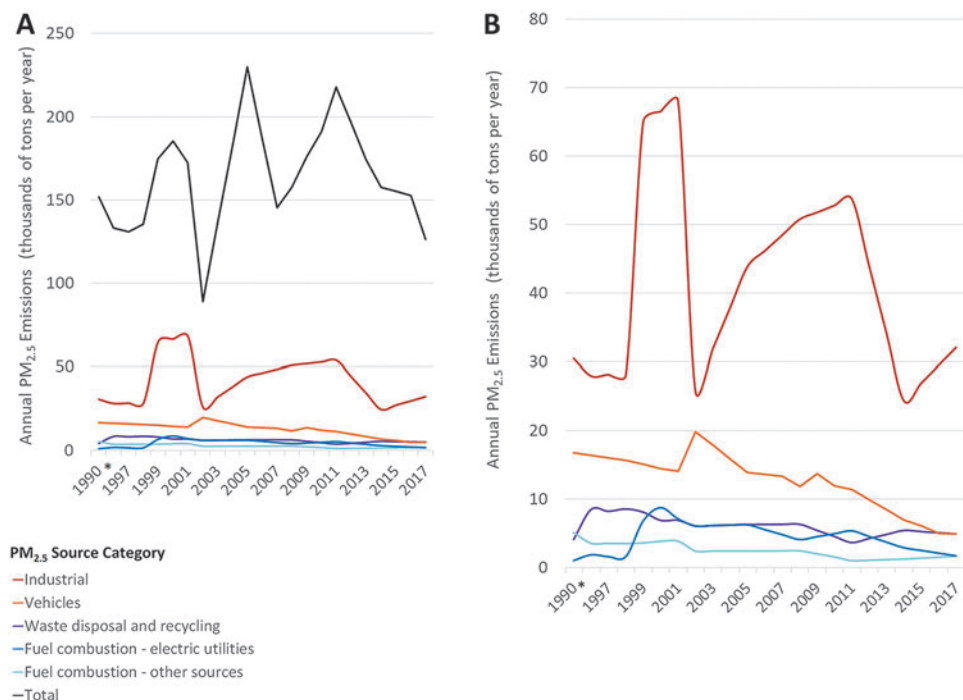 A
Annual PM2.5 Emissions (thousands of tons per year)
250
200
150
100
50
0
1990 * 1997 1999 2001 2003 2005 2007 2009 2011 2013 2015 2017
B
Annual PM2.5 Emissions (thousands of tons per year)
80
70
60
50
40
30
20
10
0
1990 * 1997 1999 2001 2003 2005 2007 2009 2011 2013 2015 2017
PM2.5 Source Category
Industrial
Vehicles
Waste disposal and recycling
Fuel combustion - electric utilities
Fuel combustion - other sources
Total